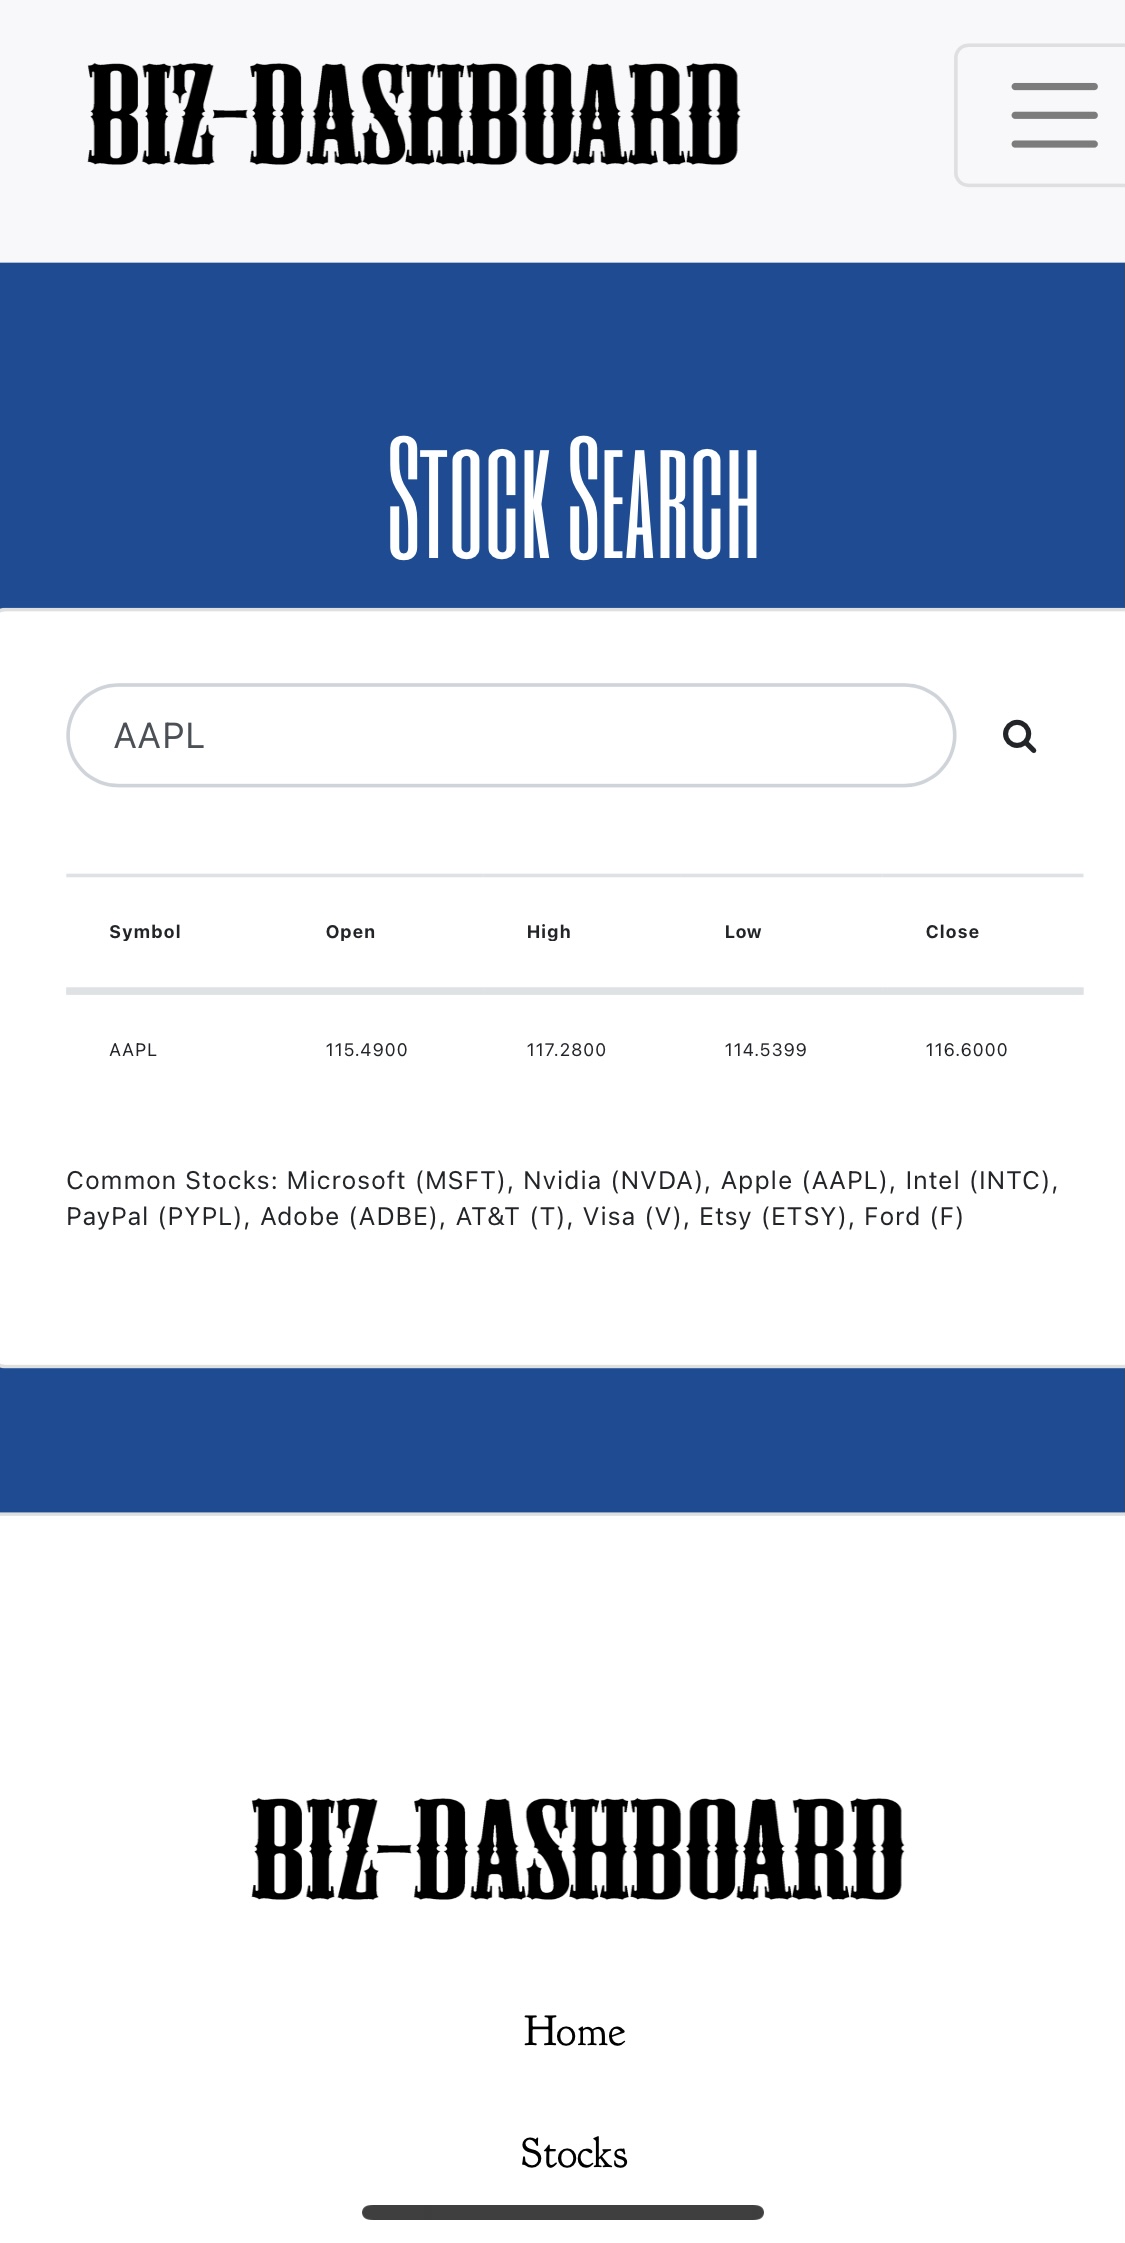 BIZ-DASHBOARD
Stock Search
AAPL
Symbol Open High Low Close
AAPL 115.4900 117.2800 114.5399 116.6000
Common Stocks: Microsoft (MSFT), Nvidia (NVDA), Apple (AAPL), Intel (INTC),
PayPal (PYPL), Adobe (ADBE), AT&T (T), Visa (V), Etsy (ETSY), Ford (F)
BIZ-DASHBOARD
Home
Stocks